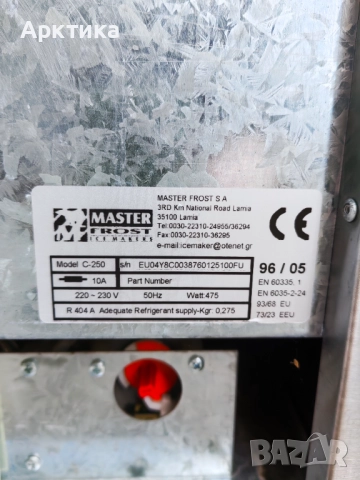 Арктика
MASTER FROST
ICE MAKERS
MASTER FROST S A
3RD Km National Road Lamia
35100 Lamia
Tel:0030-22310-24955/36294
Fax:0030-22310-36295
e-mail:icemaker@otenet.gr
CE
Model C-250 s/n EU04Y8C0038760125100FU
10A Part Number
220 - 230 V 50Hz Watt:475
R 404 A Adequate Refrigerant supply-Kgr: 0,275
96 / 05
EN 60335. 1
EN 6035-2-24
93/68 EU
73/23 EEU
BAZAR
bg